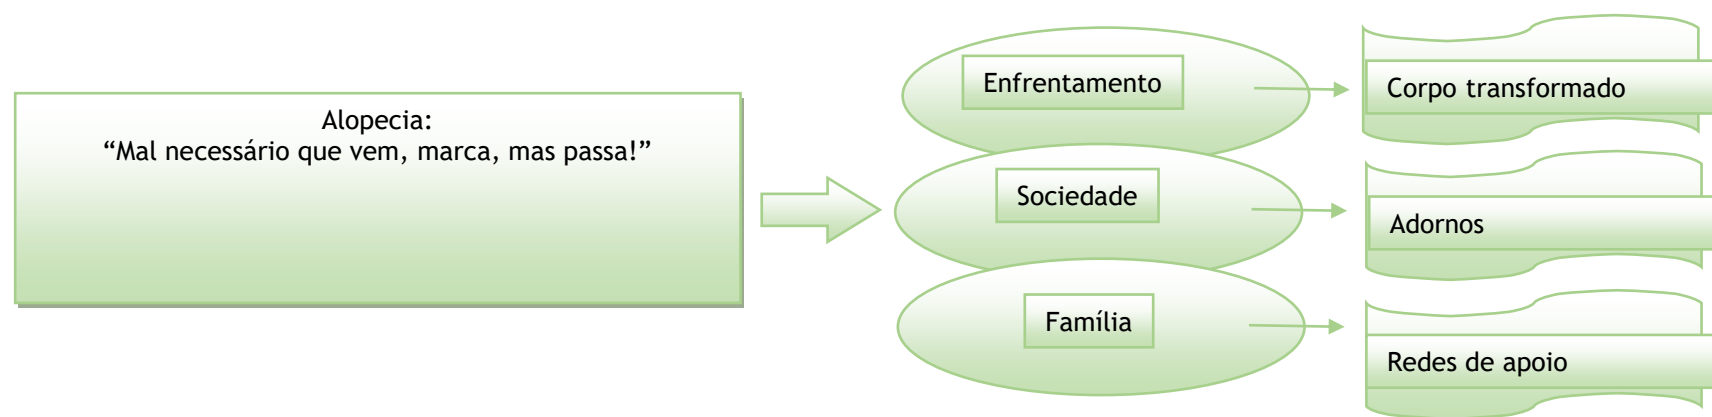 Alopecia:
“Mal necessário que vem, marca, mas passa!”
Enfrentamento
Corpo transformado
Sociedade
Adornos
Família
Redes de apoio